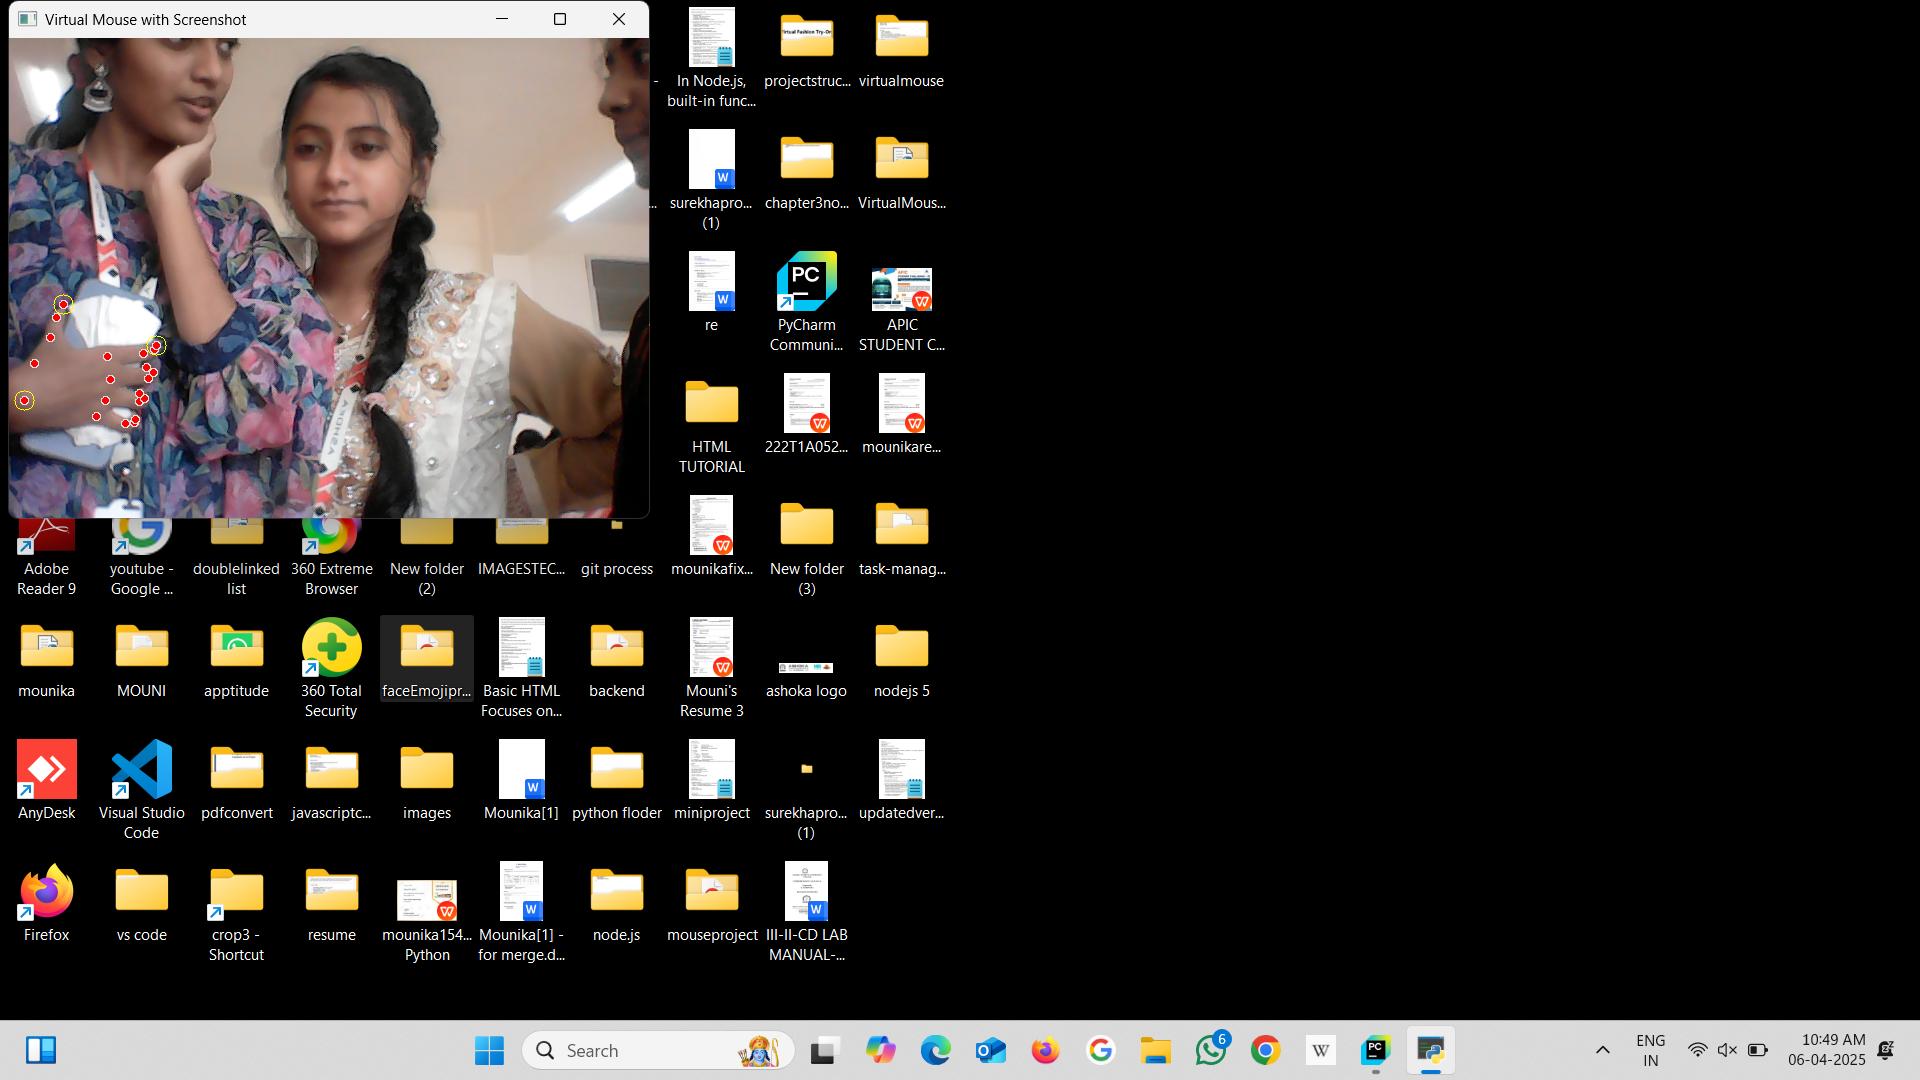 Virtual Mouse with Screenshot
In Node.js,
built-in func...
projectstruc...
virtualmouse
surekhapro...
(1)
chapter3no...
VirtualMous...
re
PyCharm
Communi...
APIC
STUDENT C...
HTML
TUTORIAL
222T1A052...
mounikare...
Adobe
Reader 9
youtube -
Google ...
doublelinked
list
360 Extreme
Browser
New folder
(2)
IMAGESTEC...
git process
mounikafix...
New folder
(3)
task-manag...
mounika
MOUNI
apptitude
360 Total
Security
faceEmojipr...
Basic HTML
Focuses on...
backend
Mouni's
Resume 3
ashoka logo
nodejs 5
AnyDesk
Visual Studio
Code
pdfconvert
javascriptc...
images
Mounika[1]
python floder
miniproject
surekhapro...
(1)
updatedver...
Firefox
vs code
crop3 -
Shortcut
resume
mounika154...
Python
Mounika[1] -
for merge.d...
node.js
mouseproject
III-II-CD LAB
MANUAL-...
Search
6
ENG
IN
10:49 AM
06-04-2025